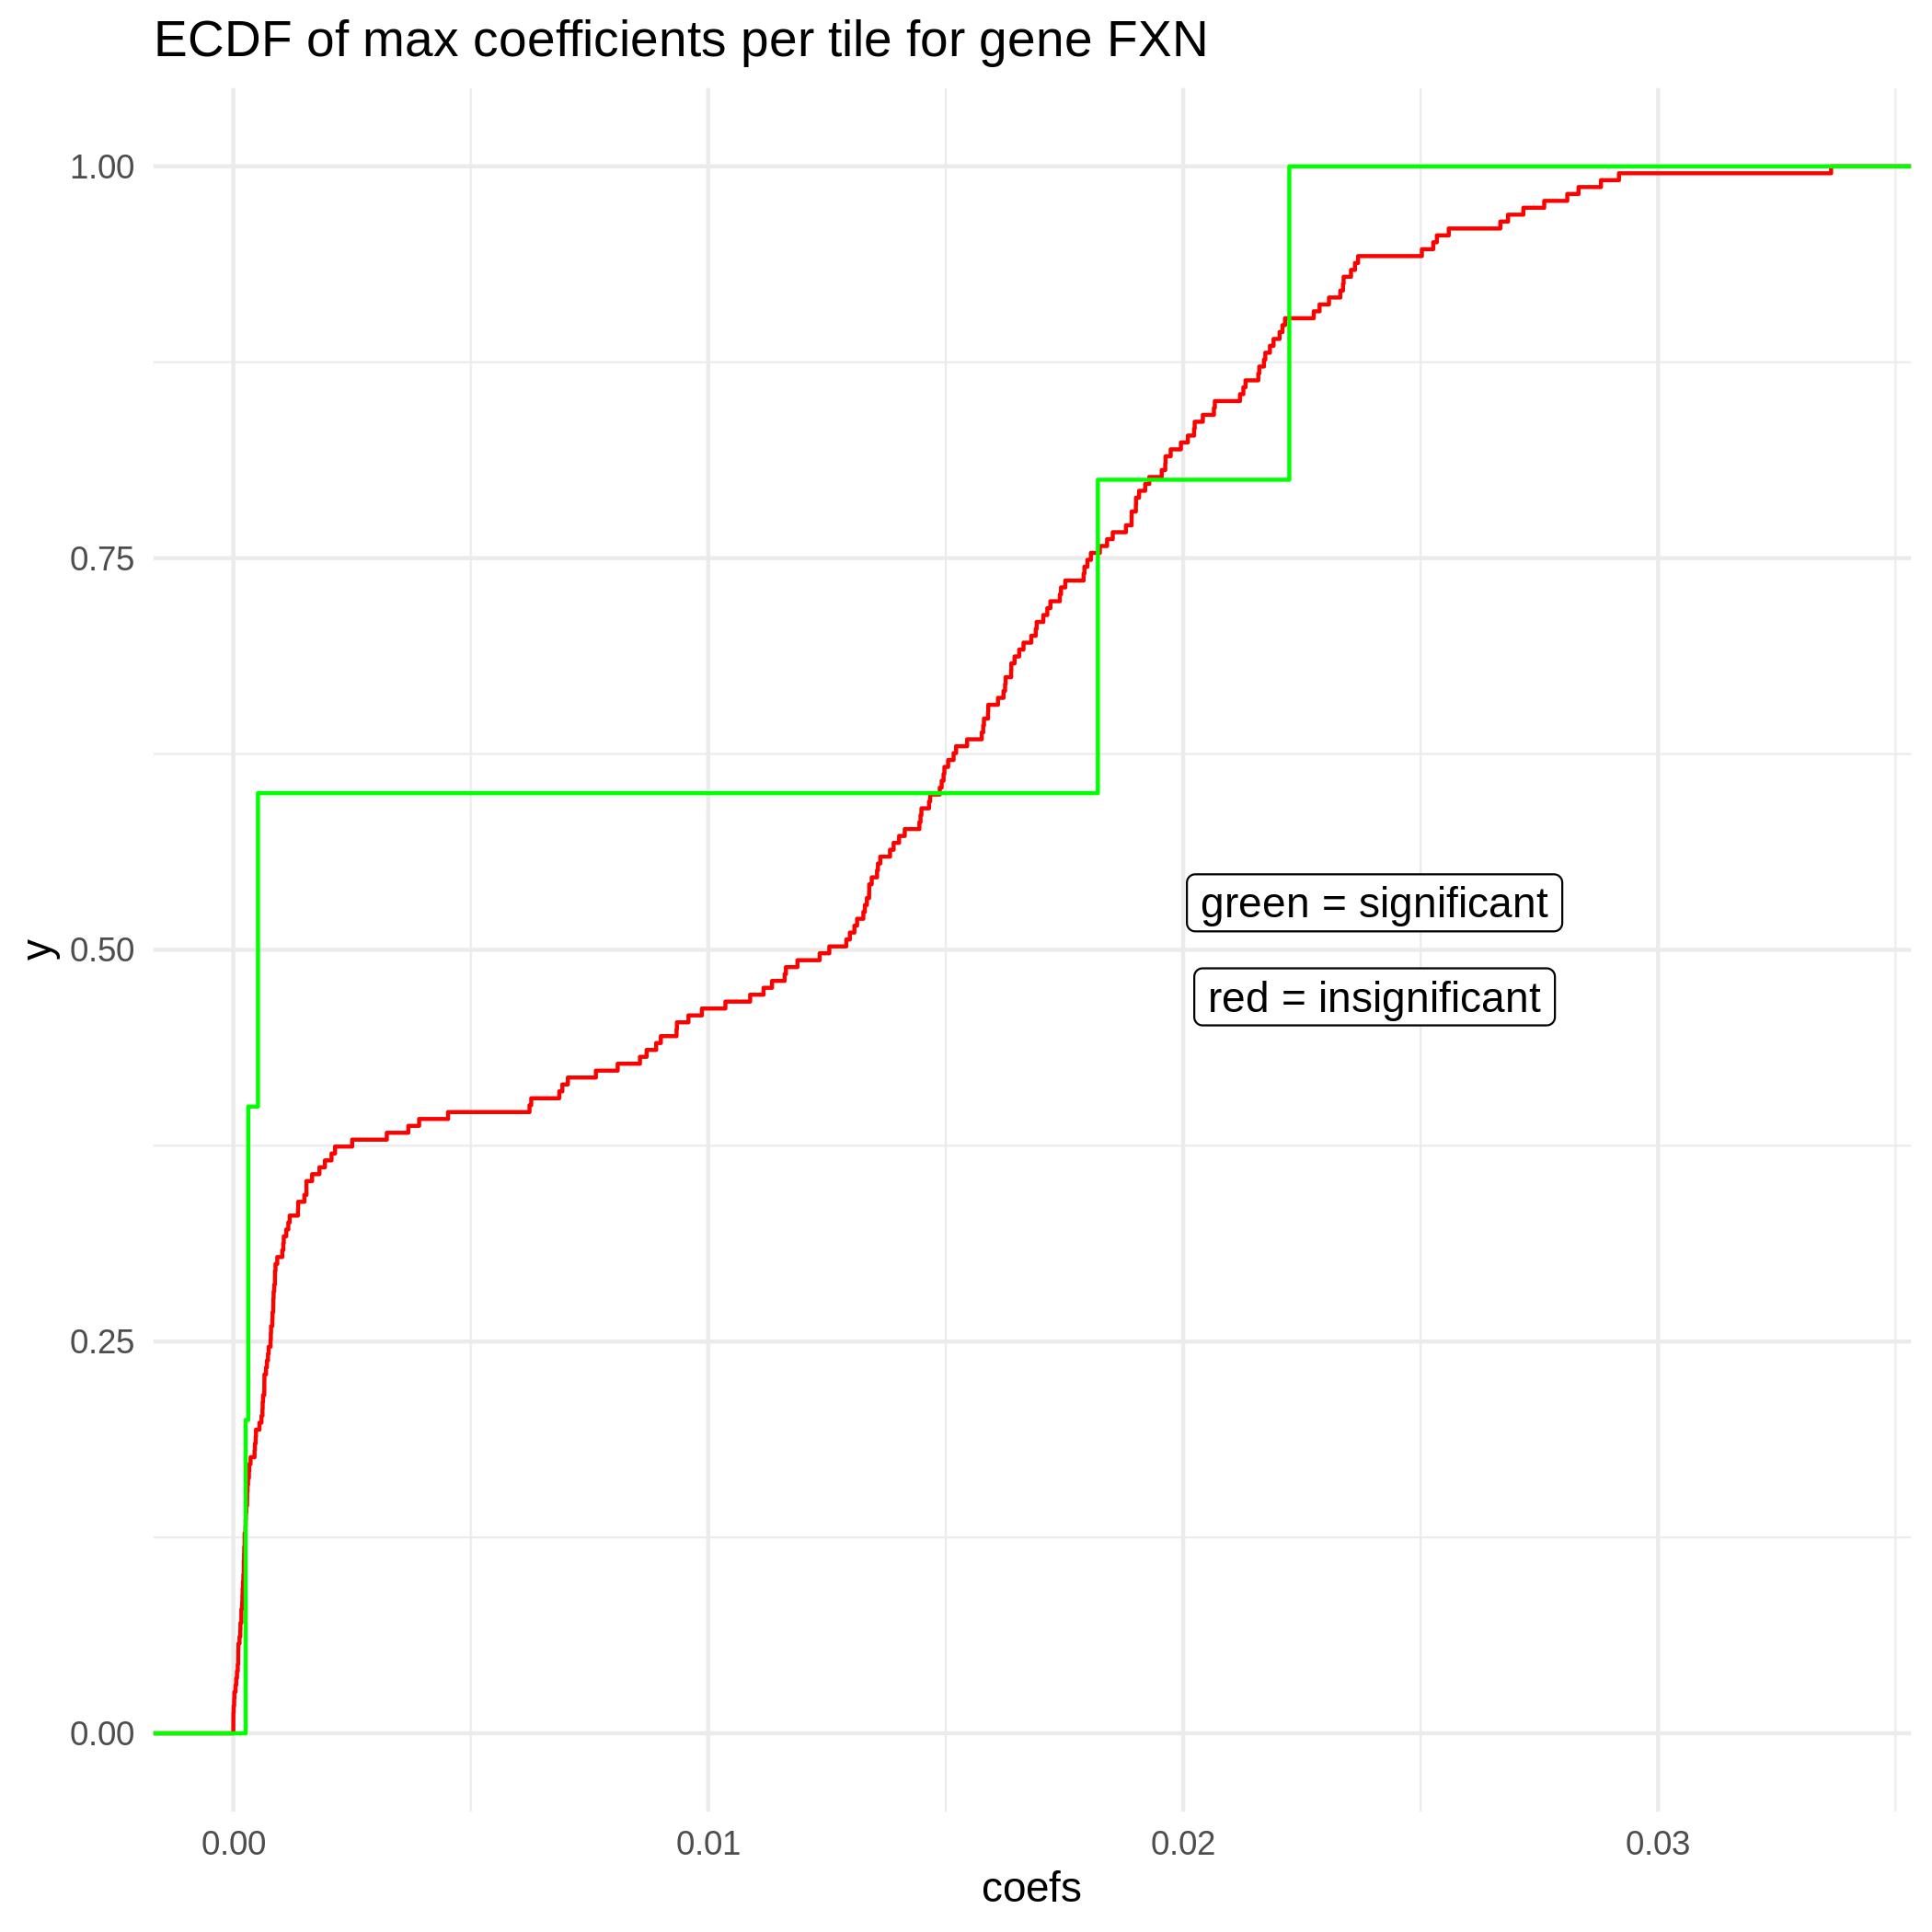 ECDF of max coefficients per tile for gene FXN
1.00
0.75
green = significant
y
0.50
red = insignificant
0.25
0.00
0.00 0.01 0.02 0.03
coefs